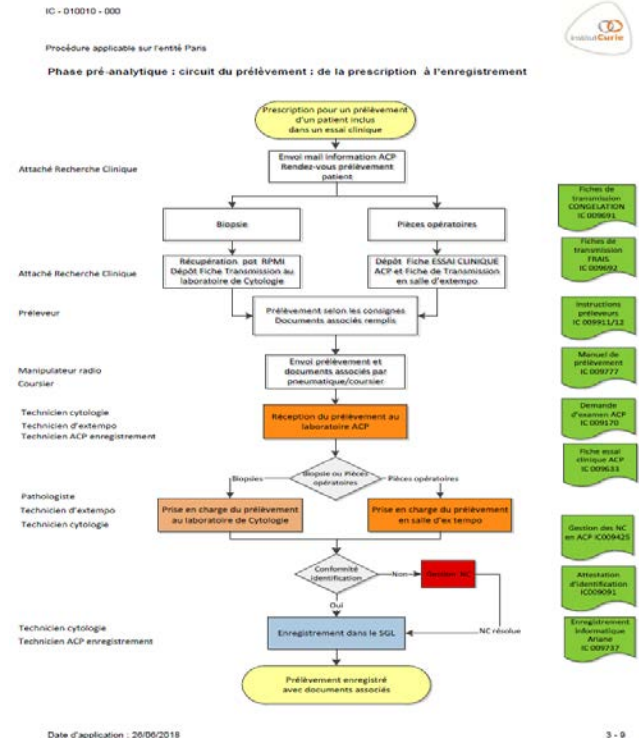 IC - 010010 - 000
institutCurie
Procédure applicable sur l'entité Paris
Phase pré-analytique : circuit du prélèvement : de la prescription à l'enregistrement
Prescription pour un prélèvement
d'un patient inclus
dans un essai clinique
Attaché Recherche Clinique
Envoi mail information ACP
Rendez-vous prélèvement
patient
Fiches de
transmission
CONGELATION
IC 009691
Biopsie
Pièces opératoires
Fiches de
transmission
FRAIS
IC 009692
Attaché Recherche Clinique
Récupération pot RPMI
Dépôt Fiche Transmission au
laboratoire de Cytologie
Dépôt Fiche ESSAI CLINIQUE
ACP et Fiche de Transmission
en salle d'extempo
Préleveur
Prélèvement selon les consignes
Documents associés remplis
Instructions
préleveurs
IC 009911/12
Manipulateur radio
Coursier
Envoi prélèvement et
documents associés par
pneumatique/coursier
Manuel de
prélèvement
IC 009777
Technicien cytologie
Technicien d'extempo
Technicien ACP enregistrement
Réception du prélèvement au
laboratoire ACP
Demande
d'examen ACP
IC 009170
Fiche essai
clinique ACP
IC 009633
Biopsies
Biopsie ou Pièces
opératoires
Pièces opératoires
Pathologiste
Technicien d'extempo
Technicien cytologie
Prise en charge du prélèvement
au laboratoire de Cytologie
Prise en charge du prélèvement
en salle d'ex tempo
Gestion des NC
en ACP IC009425
Conformité
identification
Non
Gestion NC
Attestation
d'identification
IC009091
Oui
Technicien cytologie
Technicien ACP enregistrement
Enregistrement dans le SGL
NC résolue
Enregistrement
informatique
Ariane
IC 009737
Prélèvement enregistré
avec documents associés
Date d'application : 26/06/2018
3 - 9